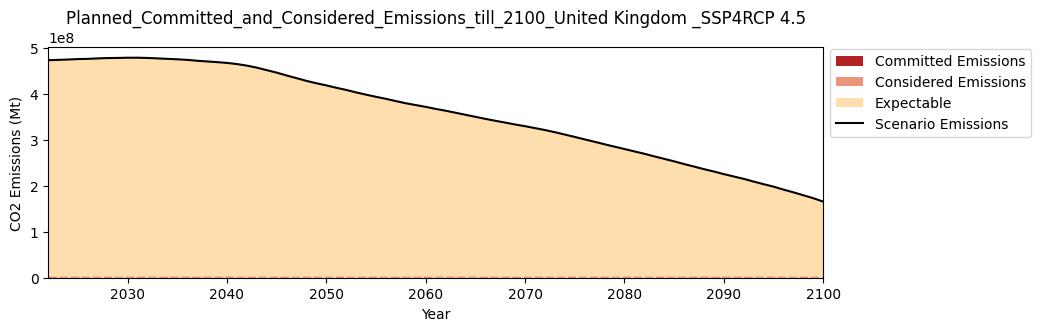 Planned_Committed_and_Considered_Emissions_till_2100_United Kingdom _SSP4RCP 4.5
1e8
5
4
3
2
1
0
CO2 Emissions (Mt)
2030 2040 2050 2060 2070 2080 2090 2100
Year
Committed Emissions
Considered Emissions
Expectable
Scenario Emissions